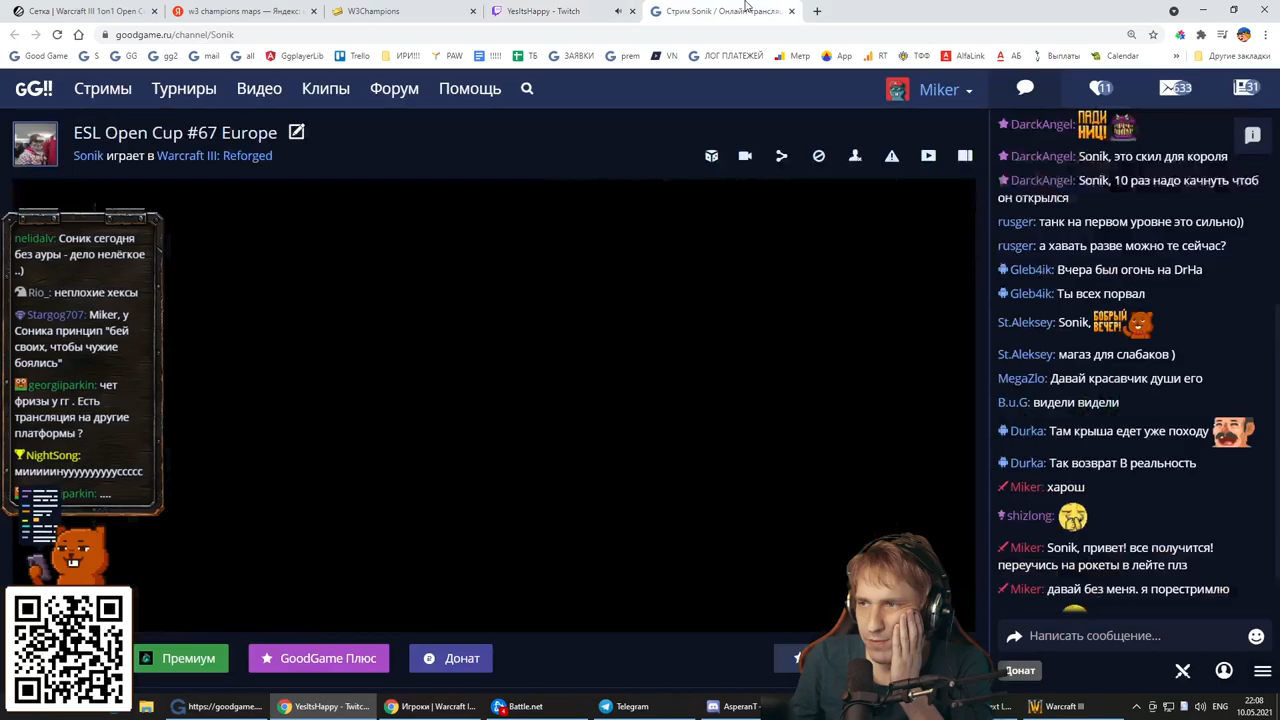 Сетка | Warcraft III 1on1 Open C
w3 champions maps — Яндекс:
W3Champions
YesItsHappy - Twitch
Стрим Sonik / Онлайн-трансля
goodgame.ru/channel/Sonik
Good Game
S
GG
gg2
mail
all
GgplayerLib
Trello
ИРИ!!!
PAW
!!!!
ТБ
ЗАЯВКИ
prem
VN
ЛОГ ПЛАТЕЖЕЙ
Метр
App
RT
ТФФ
AlfaLink
АБ
Выплаты
Calendar
»
Другие закладки
GG!!
Стримы
Турниры
Видео
Клипы
Форум
Помощь
Miker
11
633
31
ESL Open Cup #67 Europe
Sonik играет в Warcraft III: Reforged
nelidalv: Соник сегодня
без ауры - дело нелёгкое
..)
Rio_: неплохие хексы
Stargog707: Miker, у
Соника принцип "бей
своих, чтобы чужие
боялись"
georgiiparkin: чет
фризы у гг . Есть
трансляция на другие
платформы ?
NightSong:
мииииинуууууууууусссс
parkin: ....
DarckAngel: ПАДИ
НИЦ!
DarckAngel: Sonik, это скил для короля
DarckAngel: Sonik, 10 раз надо качнуть чтоб
он открылся
rusger: танк на первом уровне это сильно))
rusger: а хавать разве можно те сейчас?
Gleb4ik: Вчера был огонь на DrHa
Gleb4ik: Ты всех порвал
St.Aleksey: Sonik, БОБРЫЙ
ВЕЧЕР!
St.Aleksey: магаз для слабаков )
MegaZlo: Давай красавчик души его
B.u.G: видели видели
Durka: Там крыша едет уже походу
Durka: Так возврат В реальность
Miker: харош
shizlong:
Miker: Sonik, привет! все получится!
переучись на рокеты в лейте плз
Miker: давай без меня. я порестримлю
Написать сообщение...
Донат
Премиум
GoodGame Плюс
Донат
https://goodgame....
YesItsHappy - Twitc...
Игроки | Warcraft I...
Battle.net
Telegram
AsperanT -
Warcraft III
ENG
22:08
10.05.2021